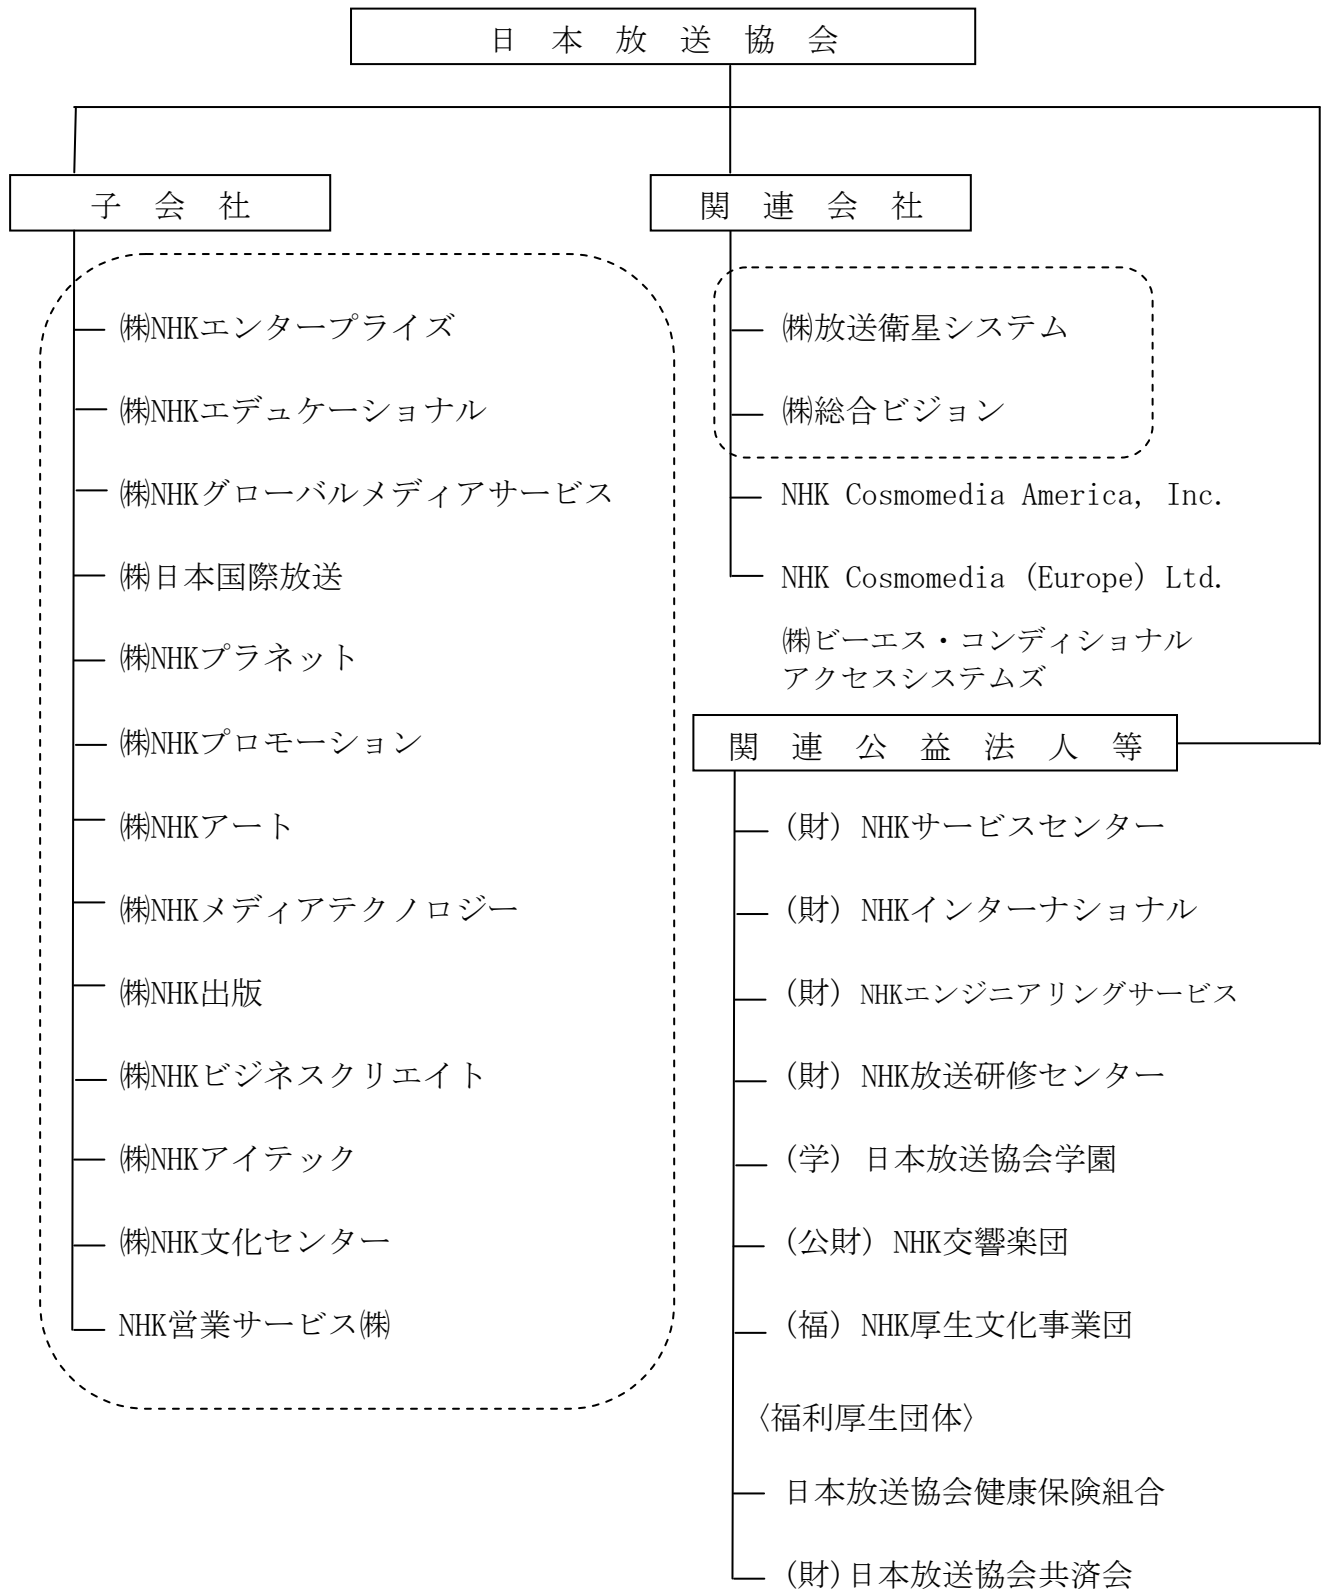 日本放送協会
子会社
㈱NHKエンタープライズ
㈱NHKエデュケーショナル
㈱NHKグローバルメディアサービス
㈱日本国際放送
㈱NHKプラネット
㈱NHKプロモーション
㈱NHKアート
㈱NHKメディアテクノロジー
㈱NHK出版
㈱NHKビジネスクリエイト
㈱NHKアイテック
㈱NHK文化センター
NHK営業サービス㈱
関連会社
㈱放送衛星システム
㈱総合ビジョン
NHK Cosmomedia America, Inc.
NHK Cosmomedia (Europe) Ltd.
㈱ビーエス・コンディショナル
アクセスシステムズ
関連公益法人等
(財) NHKサービスセンター
(財) NHKインターナショナル
(財) NHKエンジニアリングサービス
(財) NHK放送研修センター
(学) 日本放送協会学園
(公財) NHK交響楽団
(福) NHK厚生文化事業団
〈福利厚生団体〉
日本放送協会健康保険組合
(財)日本放送協会共済会